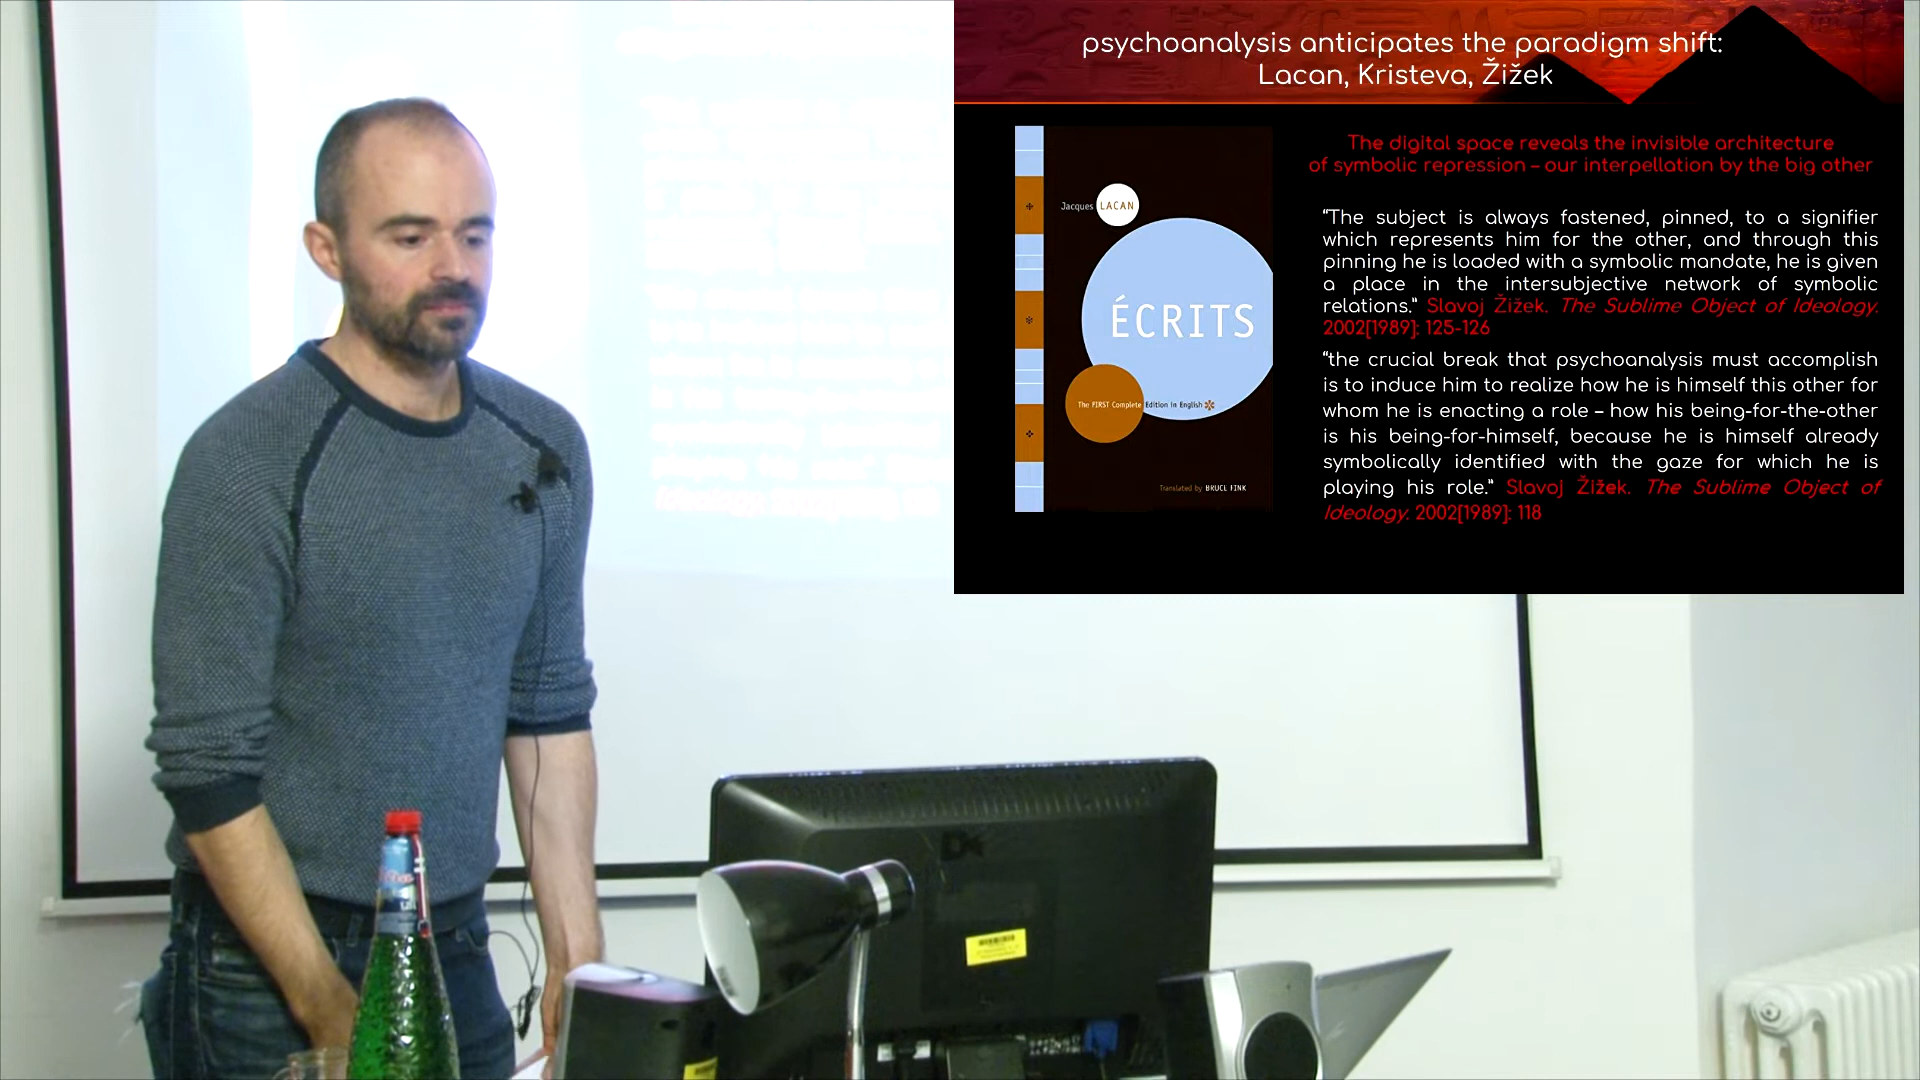 psychoanalysis anticipates the paradigm shift:
Lacan, Kristeva, Žižek
The digital space reveals the invisible architecture
of symbolic repression – our interpellation by the big other
Jacques LACAN
ÉCRITS
The FIRST Complete Edition in English
Translated by BRUCE FINK
“The subject is always fastened, pinned, to a signifier
which represents him for the other, and through this
pinning he is loaded with a symbolic mandate, he is given
a place in the intersubjective network of symbolic
relations.” Slavoj Žižek. The Sublime Object of Ideology.
2002[1989]: 125-126
“the crucial break that psychoanalysis must accomplish
is to induce him to realize how he is himself this other for
whom he is enacting a role – how his being-for-the-other
is his being-for-himself, because he is himself already
symbolically identified with the gaze for which he is
playing his role.” Slavoj Žižek. The Sublime Object of
Ideology. 2002[1989]: 118